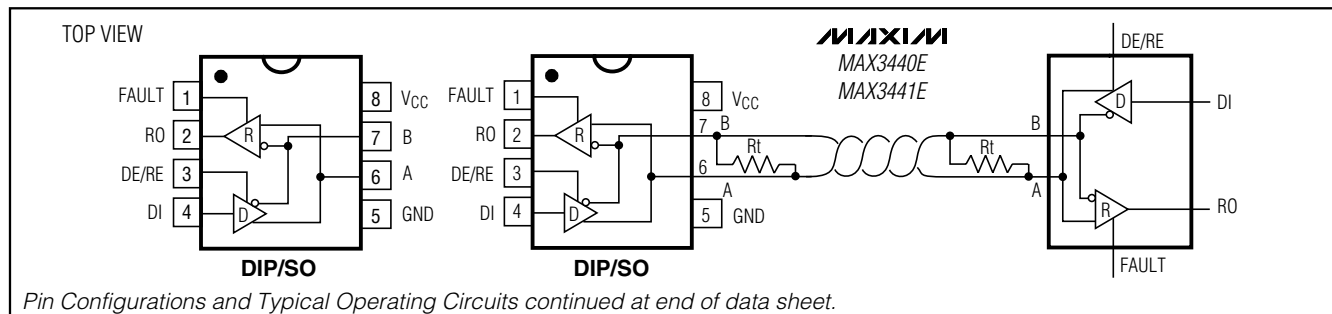 TOP VIEW
FAULT 1
RO 2
DE/RE 3
DI 4
8 VCC
7 B
6 A
5 GND
R
D
DIP/SO
FAULT 1
RO 2
DE/RE 3
DI 4
8 VCC
7 B
6 A
5 GND
R
D
DIP/SO
MAXIM
MAX3440E
MAX3441E
Rt
Rt
B
A
DE/RE
D
DI
R
RO
FAULT
Pin Configurations and Typical Operating Circuits continued at end of data sheet.